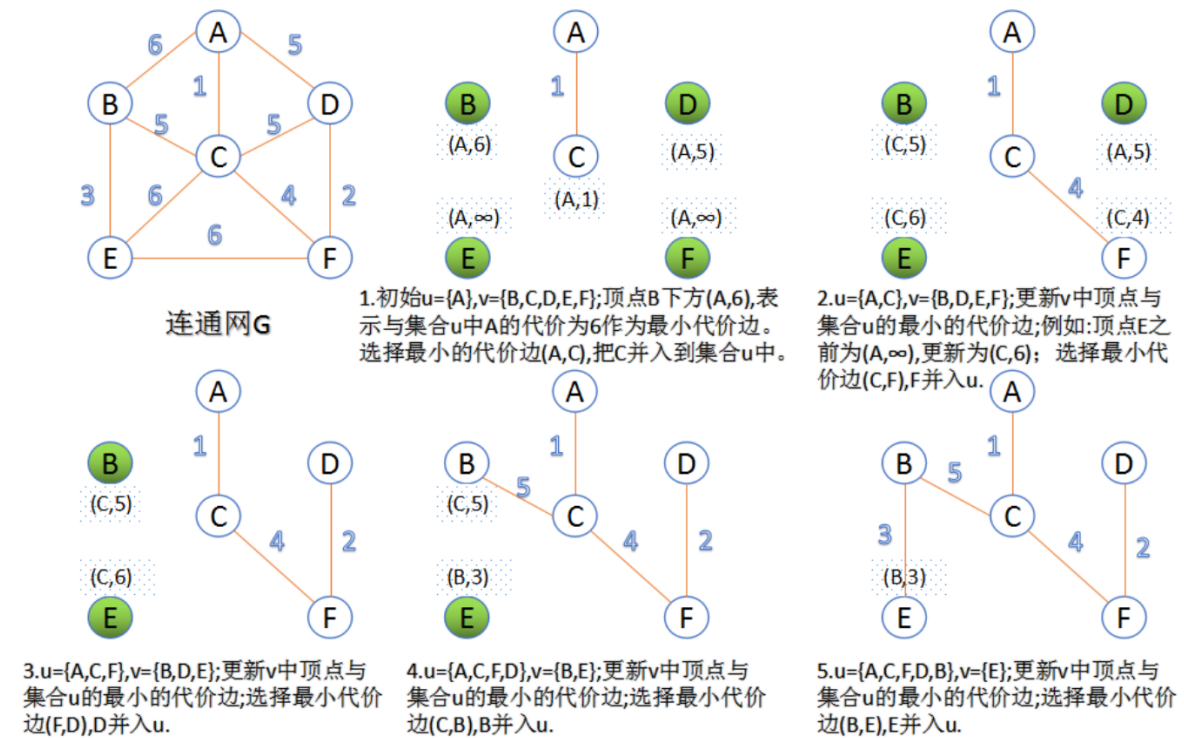 A
6
5
1
B
D
5
5
C
3
6
4
2
6
E
F
连通网G
A
1
B
D
(A,6)
(A,5)
C
(A,1)
(A,∞)
(A,∞)
E
F
1.初始u={A},v={B,C,D,E,F};顶点B下方(A,6),表
示与集合u中A的代价为6作为最小代价边。
选择最小的代价边(A,C),把C并入到集合u中。
A
1
B
D
(C,5)
(A,5)
C
4
(C,6)
(C,4)
E
F
2.u={A,C},v={B,D,E,F};更新v中顶点与
集合u的最小的代价边;例如:顶点E之
前为(A,∞),更新为(C,6)；选择最小代
价边(C,F),F并入u.
A
1
B
D
(C,5)
C
4
2
(C,6)
E
F
3.u={A,C,F},v={B,D,E};更新v中顶点与
集合u的最小的代价边;选择最小代价
边(F,D),D并入u.
A
1
B
D
5
(C,5)
C
4
2
(B,3)
E
F
4.u={A,C,F,D},v={B,E};更新v中顶点与
集合u的最小的代价边;选择最小代价
边(C,B),B并入u.
A
1
B
D
5
C
3
4
2
(B,3)
E
F
5.u={A,C,F,D,B},v={E};更新v中顶点与
集合u的最小的代价边;选择最小代价
边(B,E),E并入u.